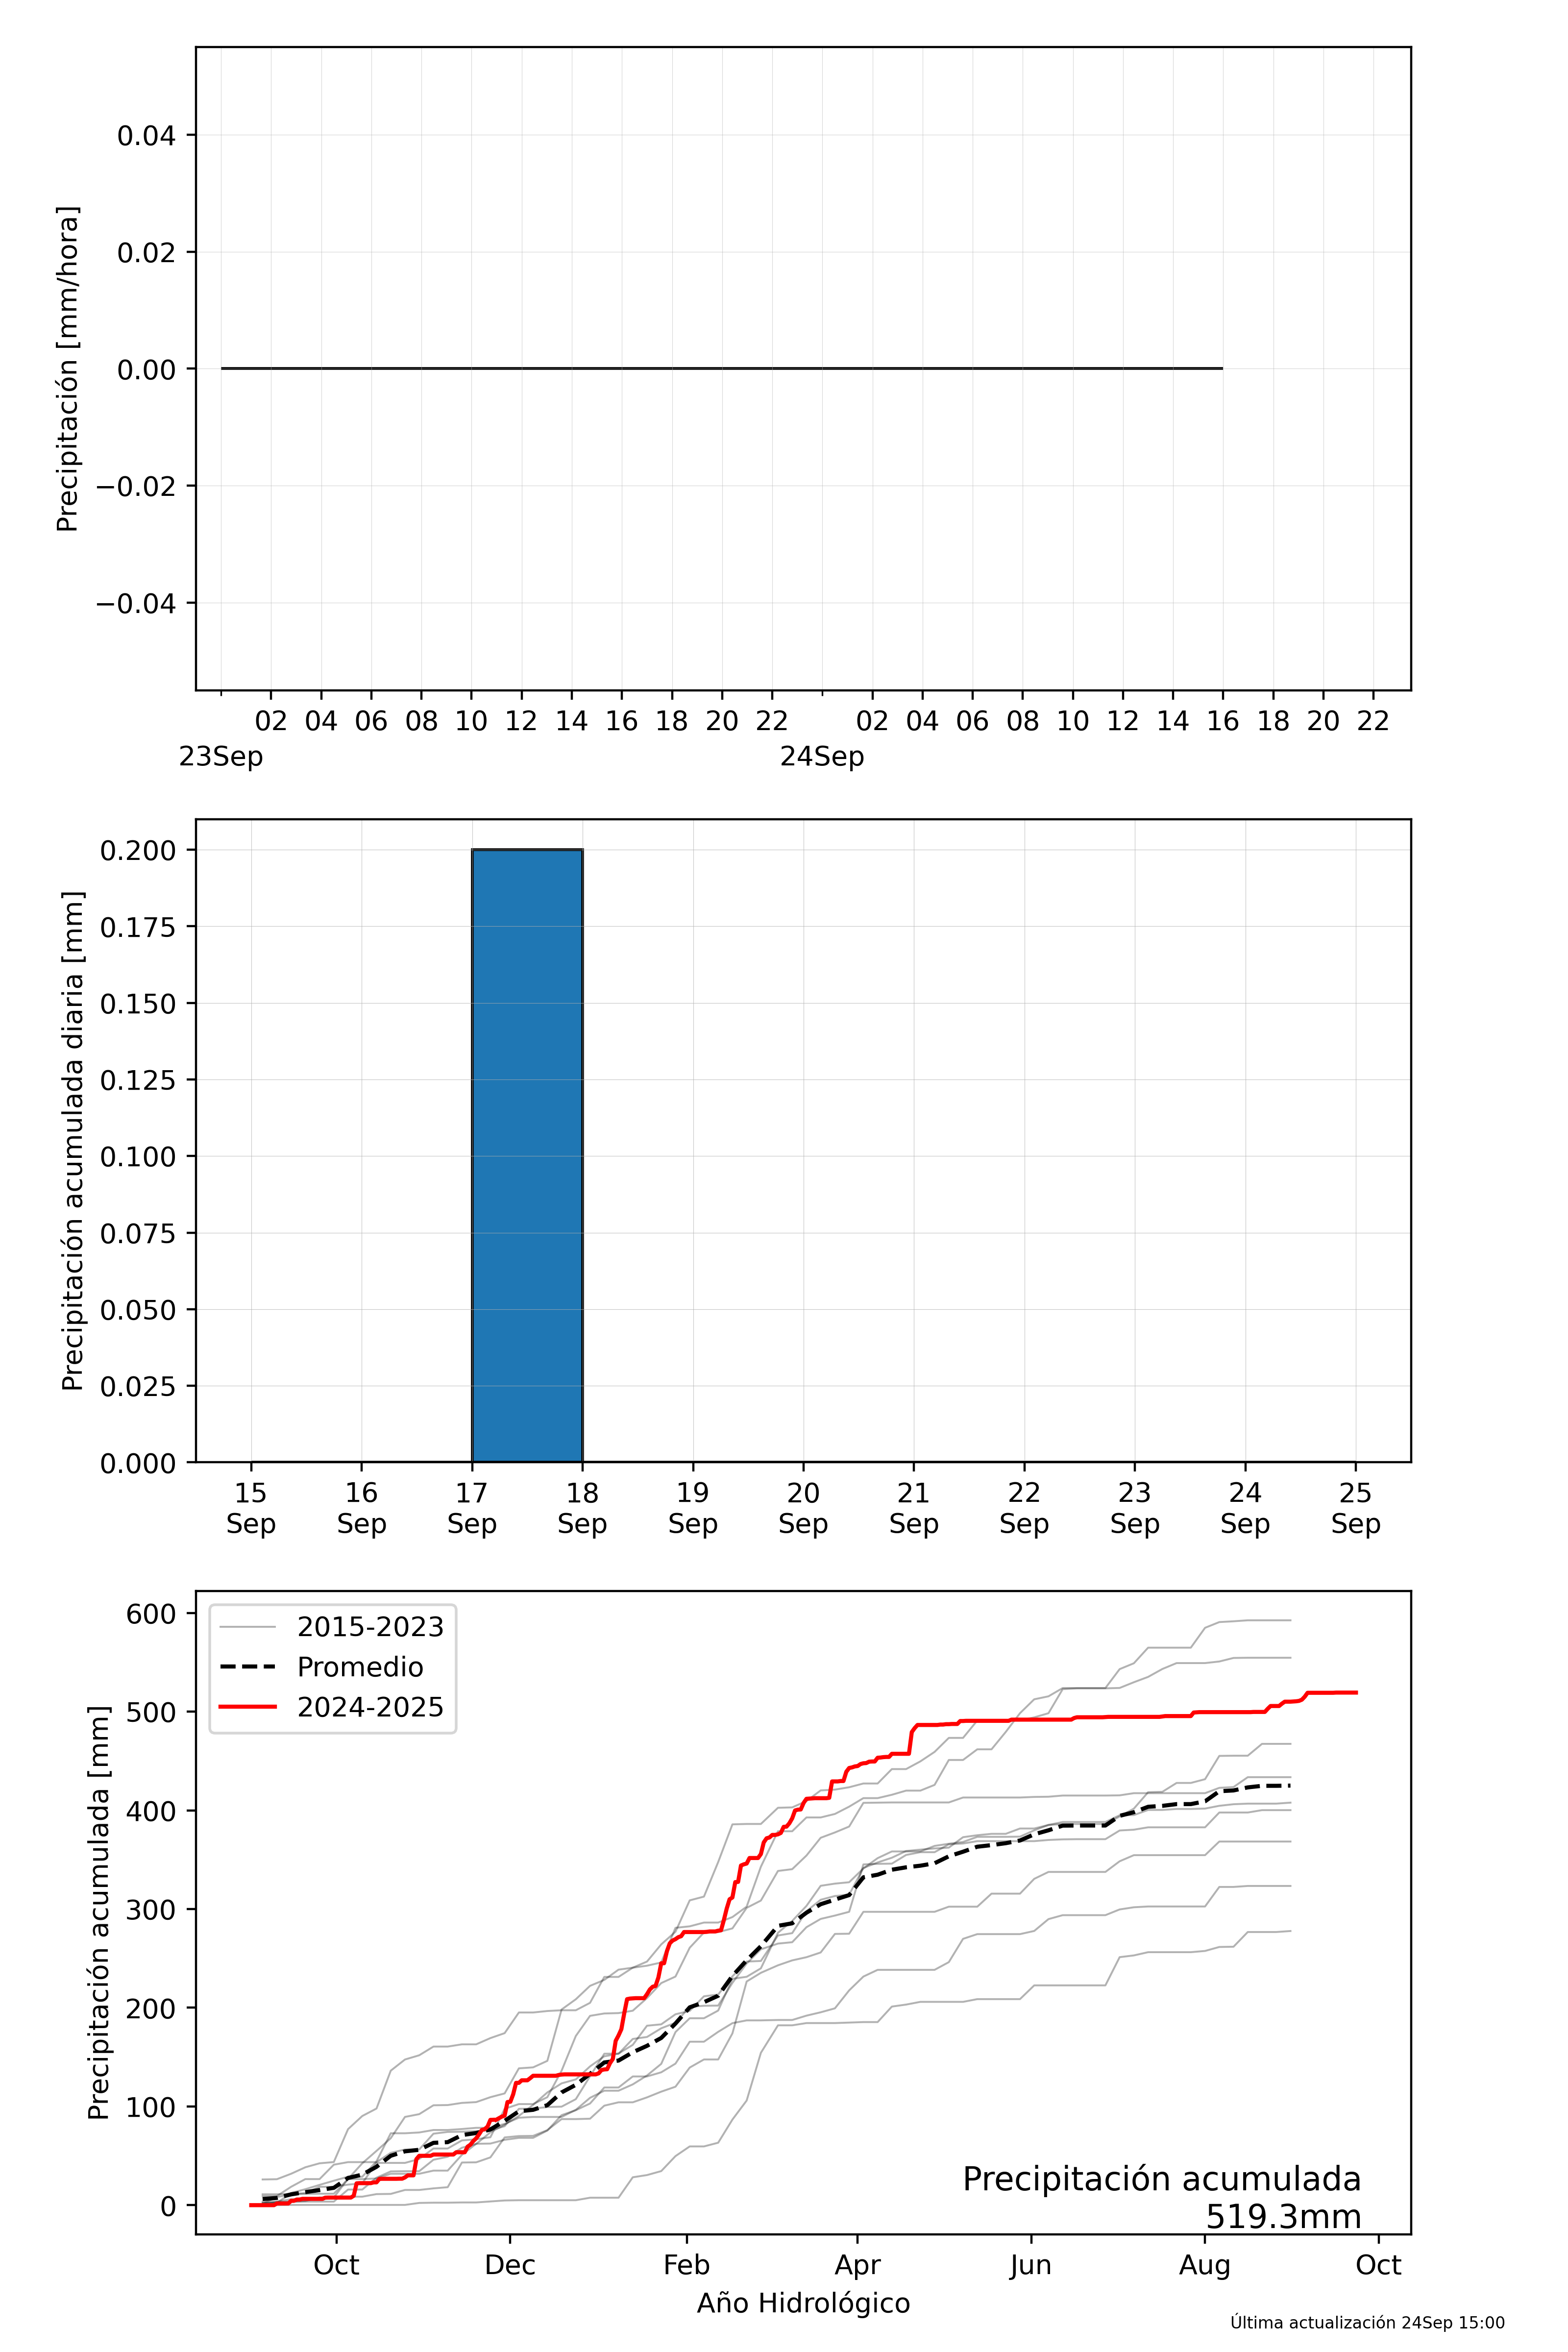 Precipitación [mm/hora]
0.04
0.02
0.00
−0.02
−0.04
02 04 06 08 10 12 14 16 18 20 22 02 04 06 08 10 12 14 16 18 20 22
23Sep 24Sep
Precipitación acumulada diaria [mm]
0.200
0.175
0.150
0.125
0.100
0.075
0.050
0.025
0.000
15 16 17 18 19 20 21 22 23 24 25
Sep Sep Sep Sep Sep Sep Sep Sep Sep Sep Sep
Precipitación acumulada [mm]
600
500
400
300
200
100
0
2015-2023
Promedio
2024-2025
Precipitación acumulada
519.3mm
Oct Dec Feb Apr Jun Aug Oct
Año Hidrológico
Última actualización 24Sep 15:00